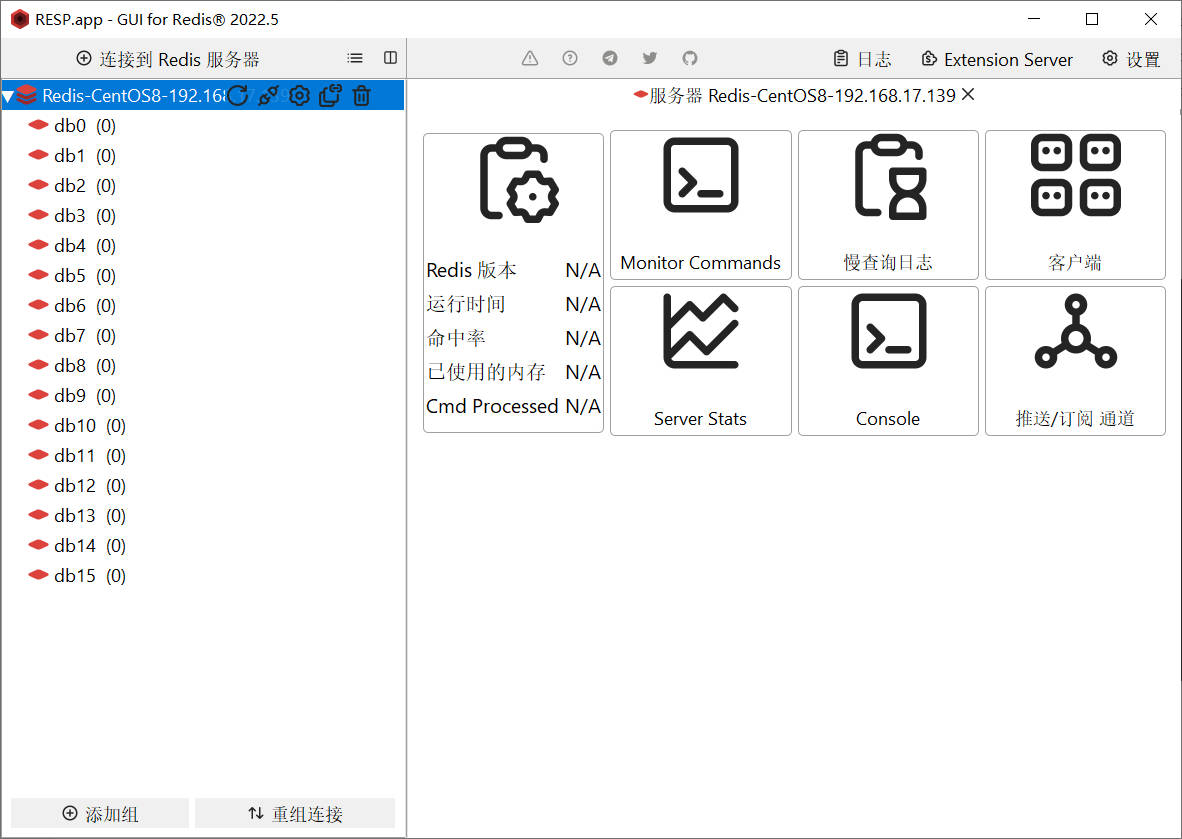 RESP.app - GUI for Redis® 2022.5
连接到 Redis 服务器
日志
Extension Server
设置
Redis-CentOS8-192.168
服务器 Redis-CentOS8-192.168.17.139
db0 (0)
db1 (0)
db2 (0)
db3 (0)
db4 (0)
db5 (0)
db6 (0)
db7 (0)
db8 (0)
db9 (0)
db10 (0)
db11 (0)
db12 (0)
db13 (0)
db14 (0)
db15 (0)
添加组
重组连接
Redis 版本 N/A
运行时间 N/A
命中率 N/A
已使用的内存 N/A
Cmd Processed N/A
Monitor Commands
慢查询日志
客户端
Server Stats
Console
推送/订阅 通道